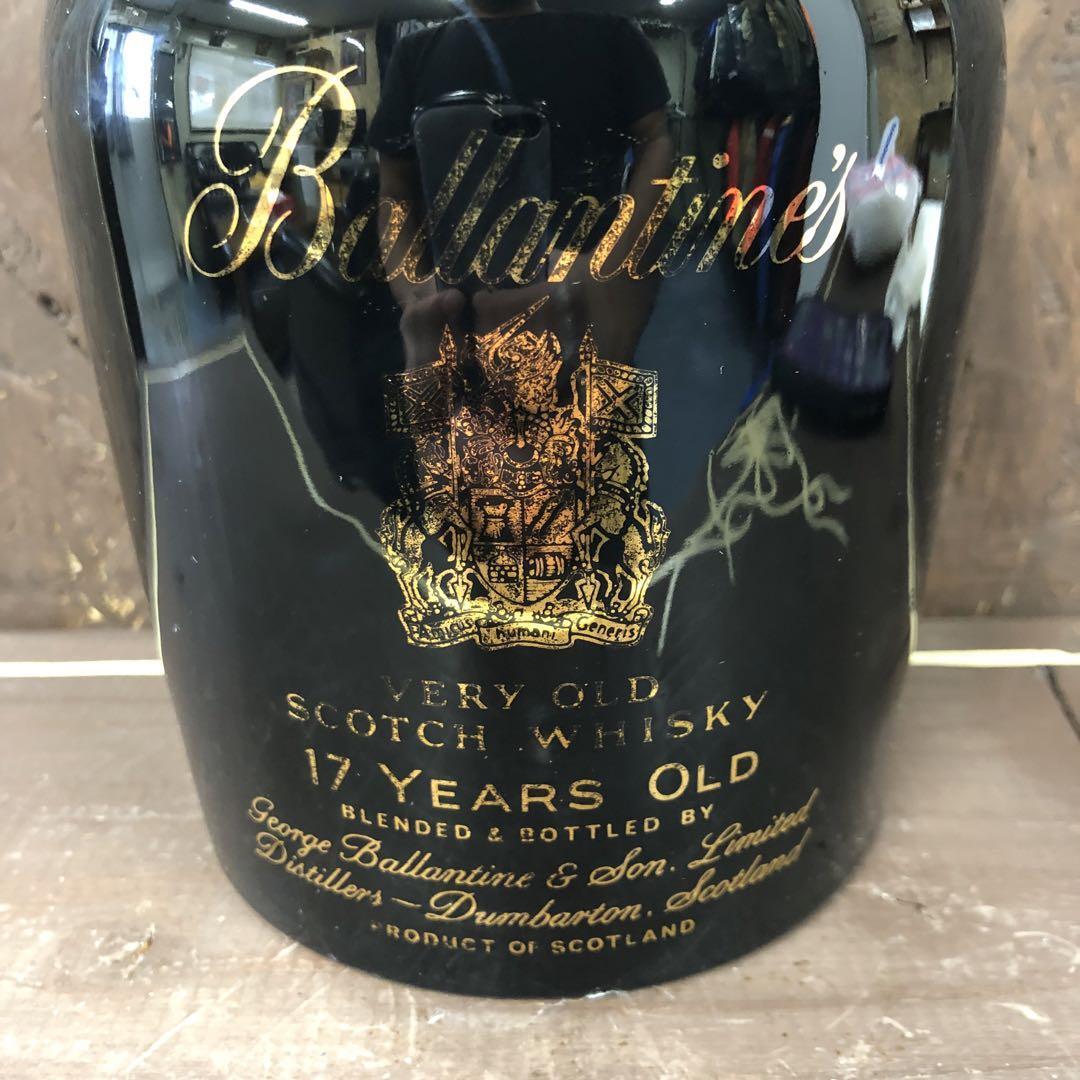 Ballantine's
Amicus Humani Generis
VERY OLD
SCOTCH WHISKY
17 YEARS OLD
BLENDED & BOTTLED BY
George Ballantine & Son. Limited
Distillers — Dumbarton. Scotland
PRODUCT OF SCOTLAND